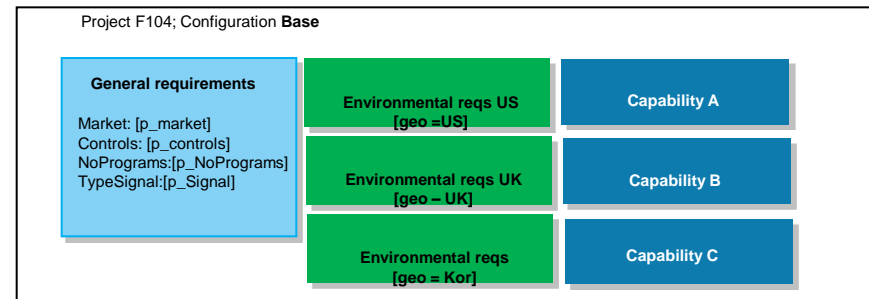 Project F104; Configuration Base
General requirements
Market: [p_market]
Controls: [p_controls]
NoPrograms:[p_NoPrograms]
TypeSignal:[p_Signal]
Environmental reqs US
[geo =US]
Environmental reqs UK
[geo – UK]
Environmental reqs
[geo = Kor]
Capability A
Capability B
Capability C